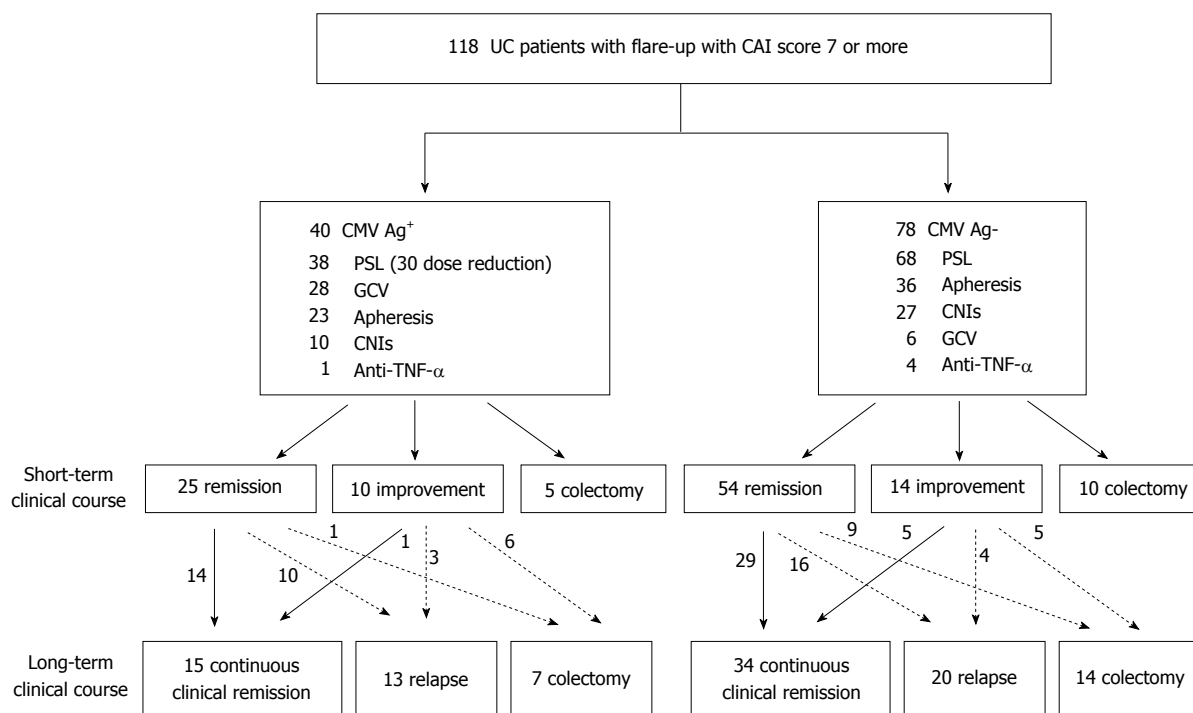 118 UC patients with flare-up with CAI score 7 or more
40 CMV Ag⁺
38 PSL (30 dose reduction)
28 GCV
23 Apheresis
10 CNIs
1 Anti-TNF-α
78 CMV Ag-
68 PSL
36 Apheresis
27 CNIs
6 GCV
4 Anti-TNF-α
Short-term
clinical course
25 remission
10 improvement
5 colectomy
54 remission
14 improvement
10 colectomy
14
10
1
1
3
6
29
16
9
5
4
5
Long-term
clinical course
15 continuous
clinical remission
13 relapse
7 colectomy
34 continuous
clinical remission
20 relapse
14 colectomy